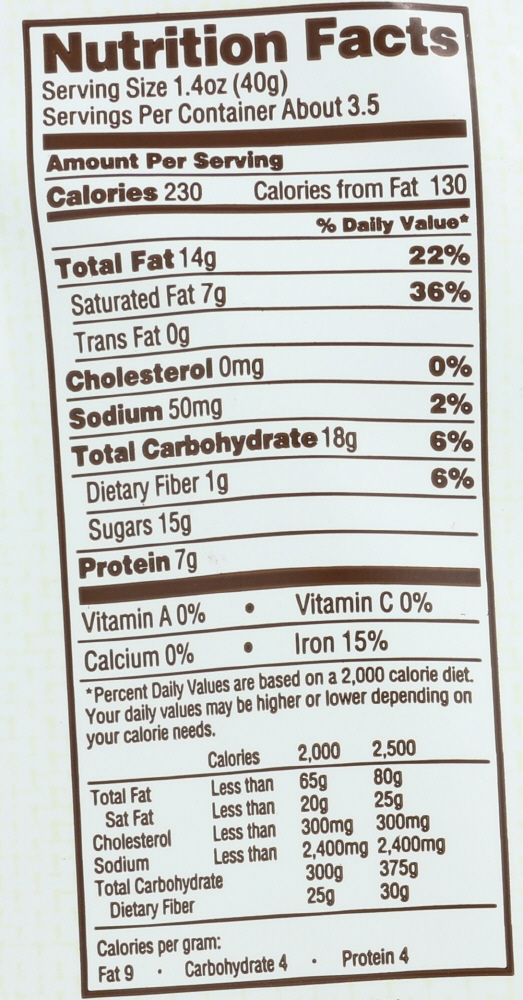 Nutrition Facts
Serving Size 1.4oz (40g)
Servings Per Container About 3.5
Amount Per Serving
Calories 230 Calories from Fat 130
% Daily Value*
Total Fat 14g 22%
Saturated Fat 7g 36%
Trans Fat 0g
Cholesterol 0mg 0%
Sodium 50mg 2%
Total Carbohydrate 18g 6%
Dietary Fiber 1g 6%
Sugars 15g
Protein 7g
Vitamin A 0% • Vitamin C 0%
Calcium 0% • Iron 15%
*Percent Daily Values are based on a 2,000 calorie diet.
Your daily values may be higher or lower depending on
your calorie needs.
Calories 2,000 2,500
Total Fat Less than 65g 80g
Sat Fat Less than 20g 25g
Cholesterol Less than 300mg 300mg
Sodium Less than 2,400mg 2,400mg
Total Carbohydrate 300g 375g
Dietary Fiber 25g 30g
Calories per gram:
Fat 9 • Carbohydrate 4 • Protein 4